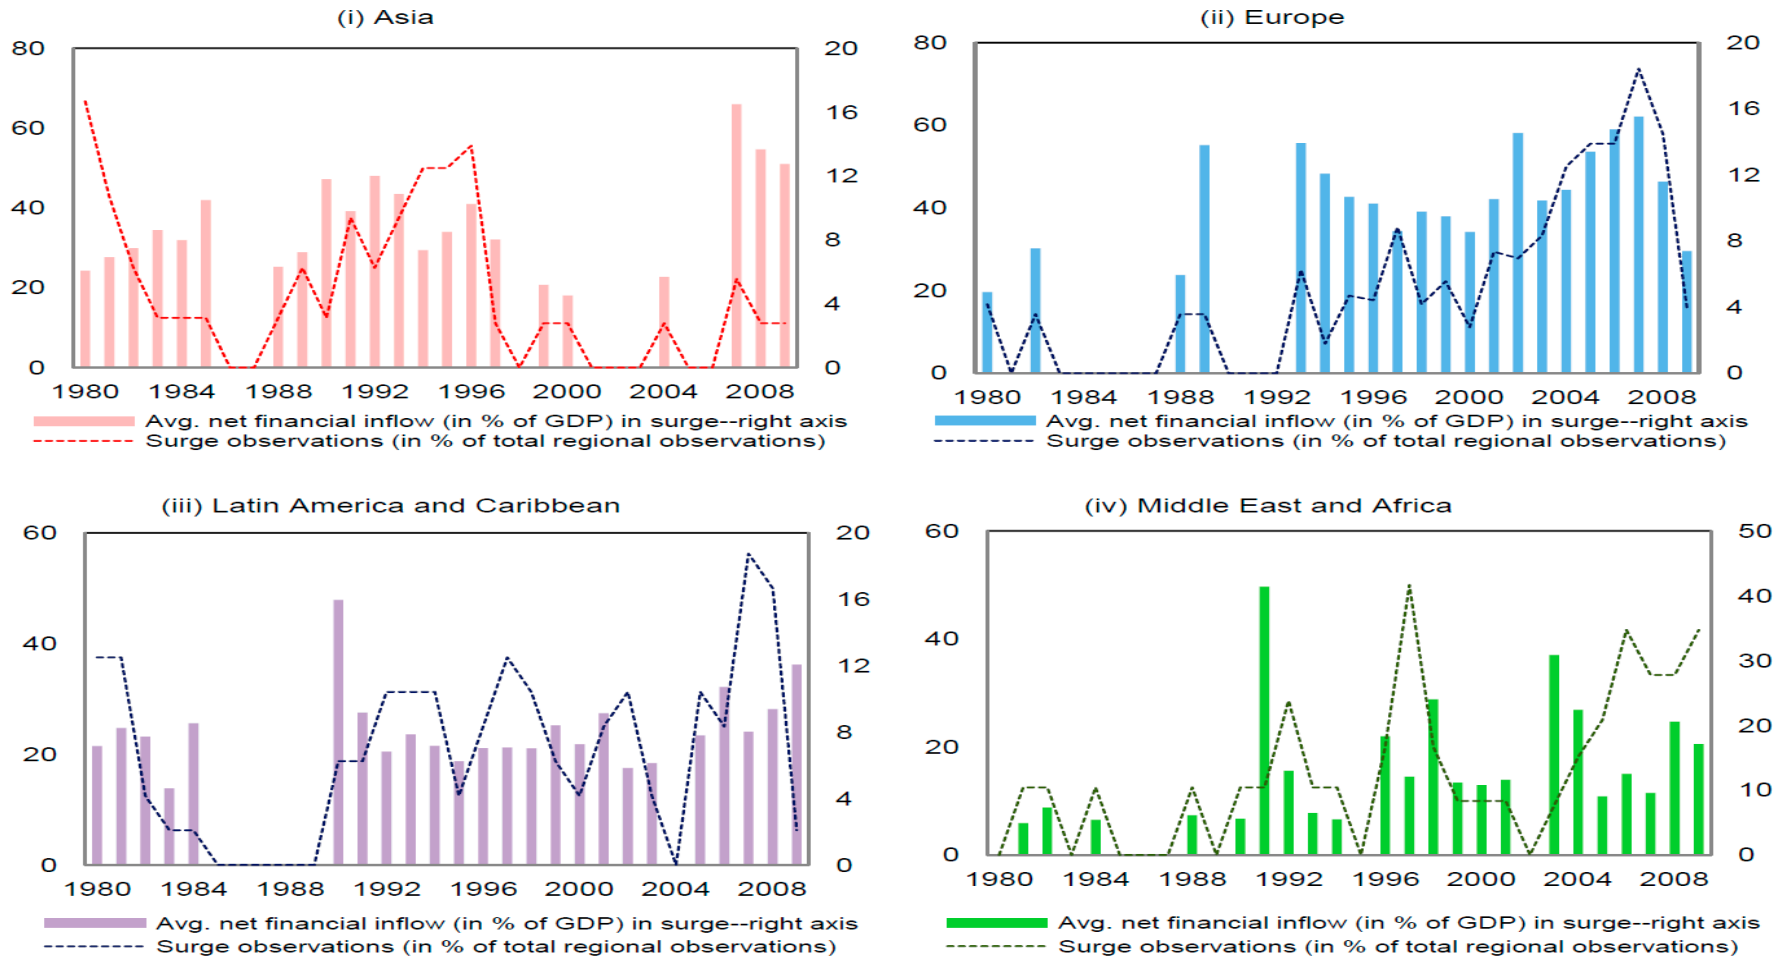 (i) Asia
80
60
40
20
0
20
16
12
8
4
0
1980 1984 1988 1992 1996 2000 2004 2008
Avg. net financial inflow (in % of GDP) in surge--right axis
Surge observations (in % of total regional observations)
(ii) Europe
80
60
40
20
0
20
16
12
8
4
0
1980 1984 1988 1992 1996 2000 2004 2008
Avg. net financial inflow (in % of GDP) in surge--right axis
Surge observations (in % of total regional observations)
(iii) Latin America and Caribbean
60
40
20
0
20
16
12
8
4
0
1980 1984 1988 1992 1996 2000 2004 2008
Avg. net financial inflow (in % of GDP) in surge--right axis
Surge observations (in % of total regional observations)
(iv) Middle East and Africa
60
40
20
0
50
40
30
20
10
0
1980 1984 1988 1992 1996 2000 2004 2008
Avg. net financial inflow (in % of GDP) in surge--right axis
Surge observations (in % of total regional observations)